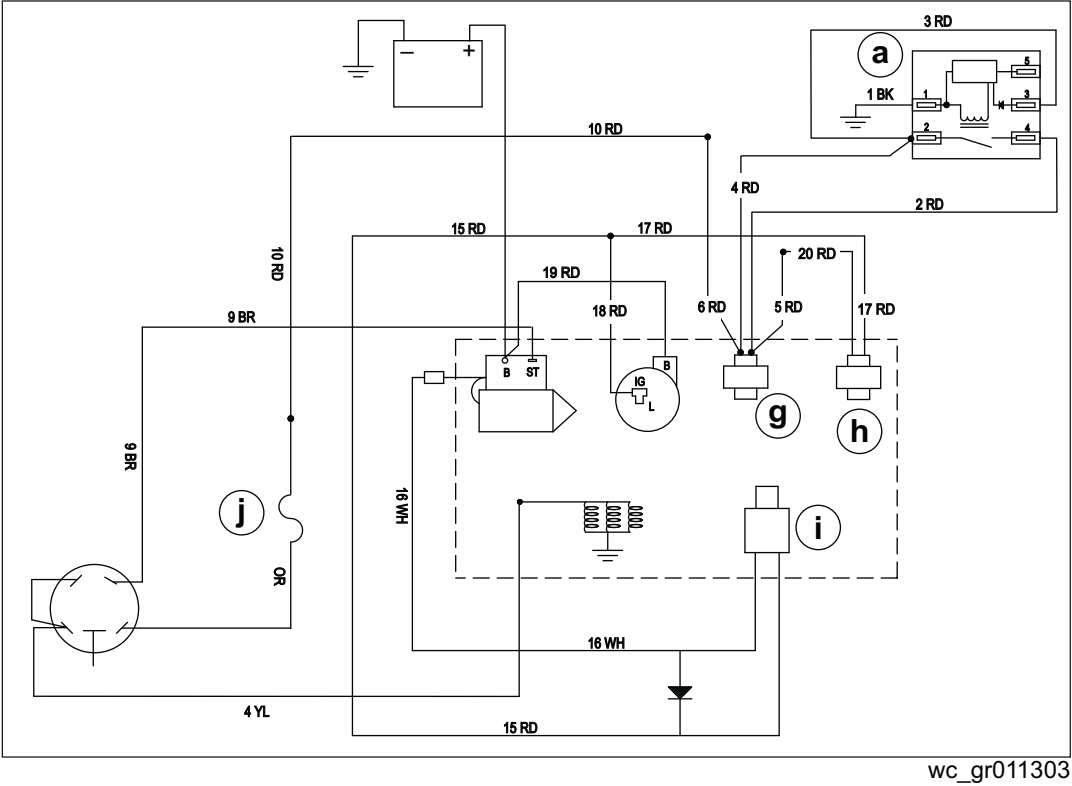 3 RD
a
− +
5
1 BK
1
3
10 RD
2
4
4 RD
2 RD
15 RD
17 RD
10 RD
20 RD
19 RD
6 RD
5 RD
18 RD
17 RD
9 BR
B
ST
B
IG
L
g
h
9 BR
16 WH
j
i
OR
16 WH
4 YL
15 RD
wc_gr011303